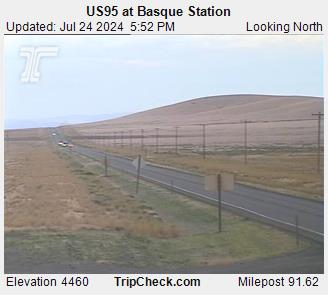 US95 at Basque Station
Updated: Jul 24 2024 5:52 PM Looking North
Elevation 4460 TripCheck.com Milepost 91.62